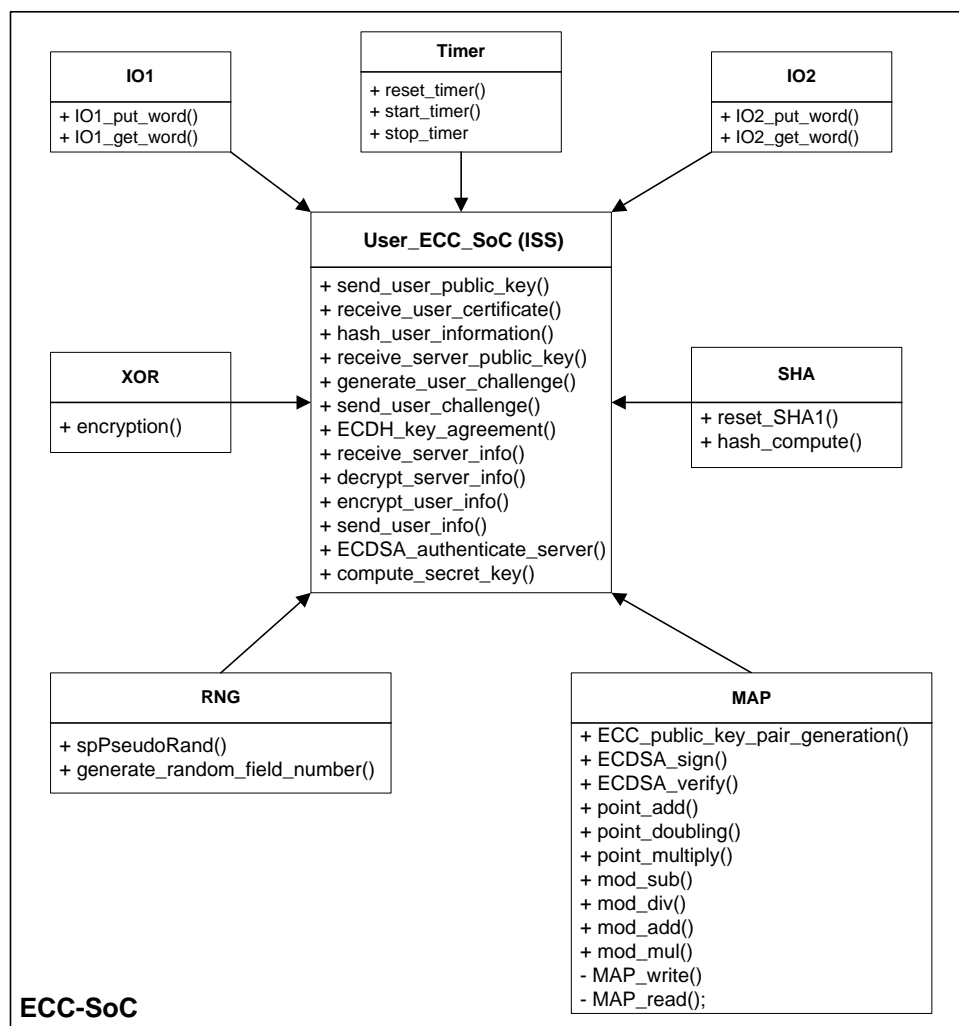 IO1
+ IO1_put_word()
+ IO1_get_word()
Timer
+ reset_timer()
+ start_timer()
+ stop_timer
IO2
+ IO2_put_word()
+ IO2_get_word()
User_ECC_SoC (ISS)
+ send_user_public_key()
+ receive_user_certificate()
+ hash_user_information()
+ receive_server_public_key()
+ generate_user_challenge()
+ send_user_challenge()
+ ECDH_key_agreement()
+ receive_server_info()
+ decrypt_server_info()
+ encrypt_user_info()
+ send_user_info()
+ ECDSA_authenticate_server()
+ compute_secret_key()
XOR
+ encryption()
SHA
+ reset_SHA1()
+ hash_compute()
RNG
+ spPseudoRand()
+ generate_random_field_number()
MAP
+ ECC_public_key_pair_generation()
+ ECDSA_sign()
+ ECDSA_verify()
+ point_add()
+ point_doubling()
+ point_multiply()
+ mod_sub()
+ mod_div()
+ mod_add()
+ mod_mul()
- MAP_write()
- MAP_read();
ECC-SoC